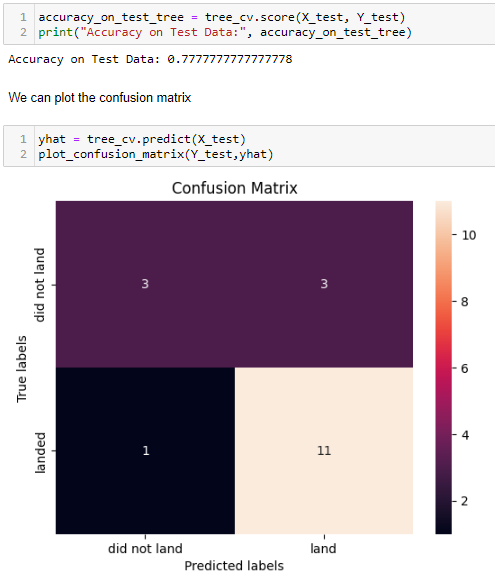 1 accuracy_on_test_tree = tree_cv.score(X_test, Y_test)
2 print("Accuracy on Test Data:", accuracy_on_test_tree)
Accuracy on Test Data: 0.7777777777777778
We can plot the confusion matrix
1 yhat = tree_cv.predict(X_test)
2 plot_confusion_matrix(Y_test,yhat)
Confusion Matrix
True labels
did not land
3 3
landed
1 11
did not land land
Predicted labels
10
8
6
4
2